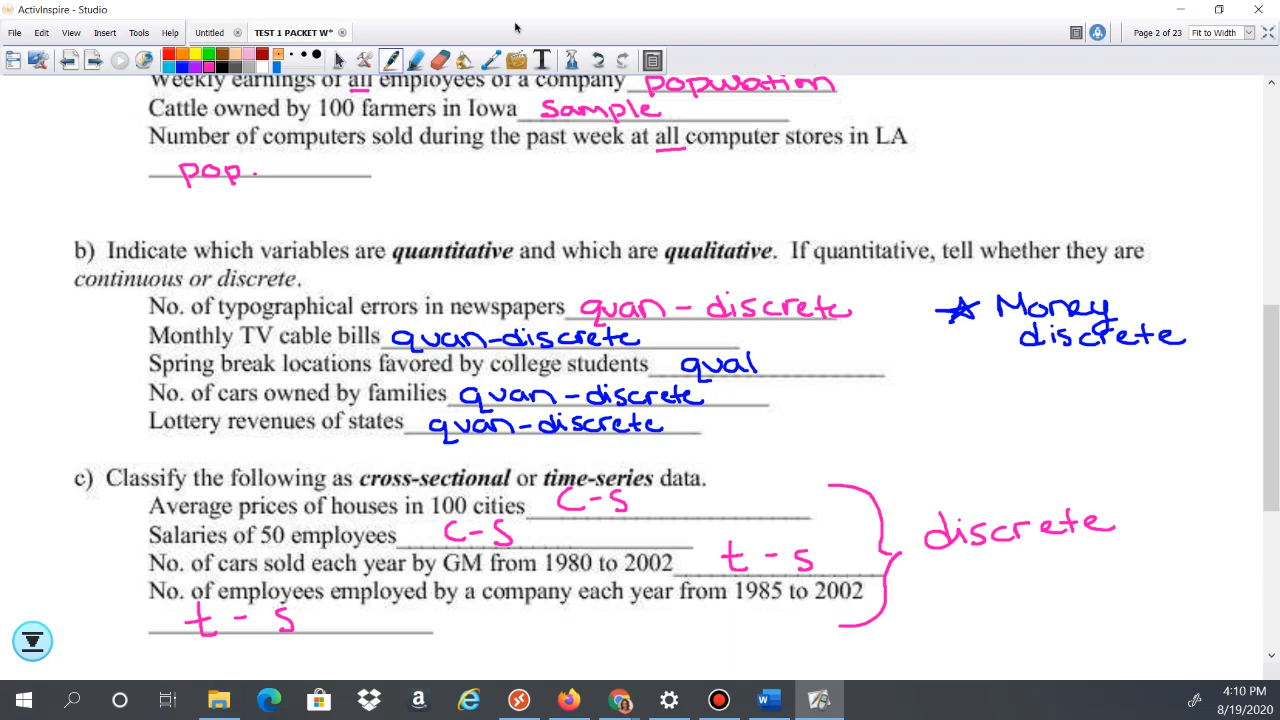 ActivInspire - Studio
File Edit View Insert Tools Help Untitled TEST 1 PACKET W* Page 2 of 23 Fit to Width
Weekly earnings of all employees of a company population
Cattle owned by 100 farmers in Iowa sample
Number of computers sold during the past week at all computer stores in LA
pop.
b) Indicate which variables are quantitative and which are qualitative. If quantitative, tell whether they are
continuous or discrete.
No. of typographical errors in newspapers quan - discrete
Monthly TV cable bills quan-discrete
Spring break locations favored by college students qual
No. of cars owned by families quan - discrete
Lottery revenues of states quan-discrete
☆ Money
discrete
c) Classify the following as cross-sectional or time-series data.
Average prices of houses in 100 cities c-s
Salaries of 50 employees c-s
No. of cars sold each year by GM from 1980 to 2002 t - s
No. of employees employed by a company each year from 1985 to 2002
t - s
discrete
4:10 PM
8/19/2020